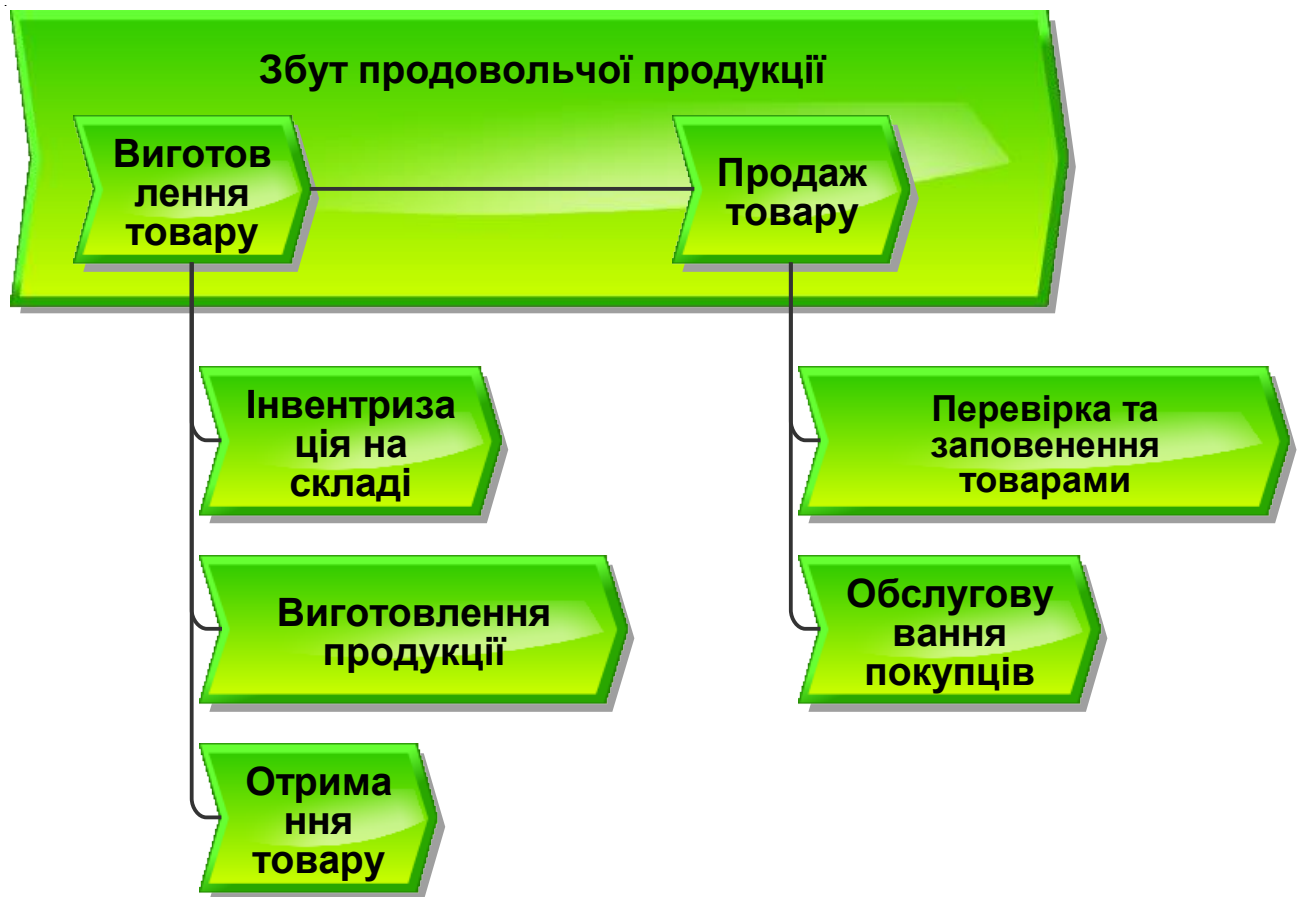 Збут продовольчої продукції
Виготов
лення
товару
Продаж
товару
Інвентриза
ція на
складі
Перевірка та
заповенення
товарами
Виготовлення
продукції
Обслугову
вання
покупців
Отрима
ння
товару